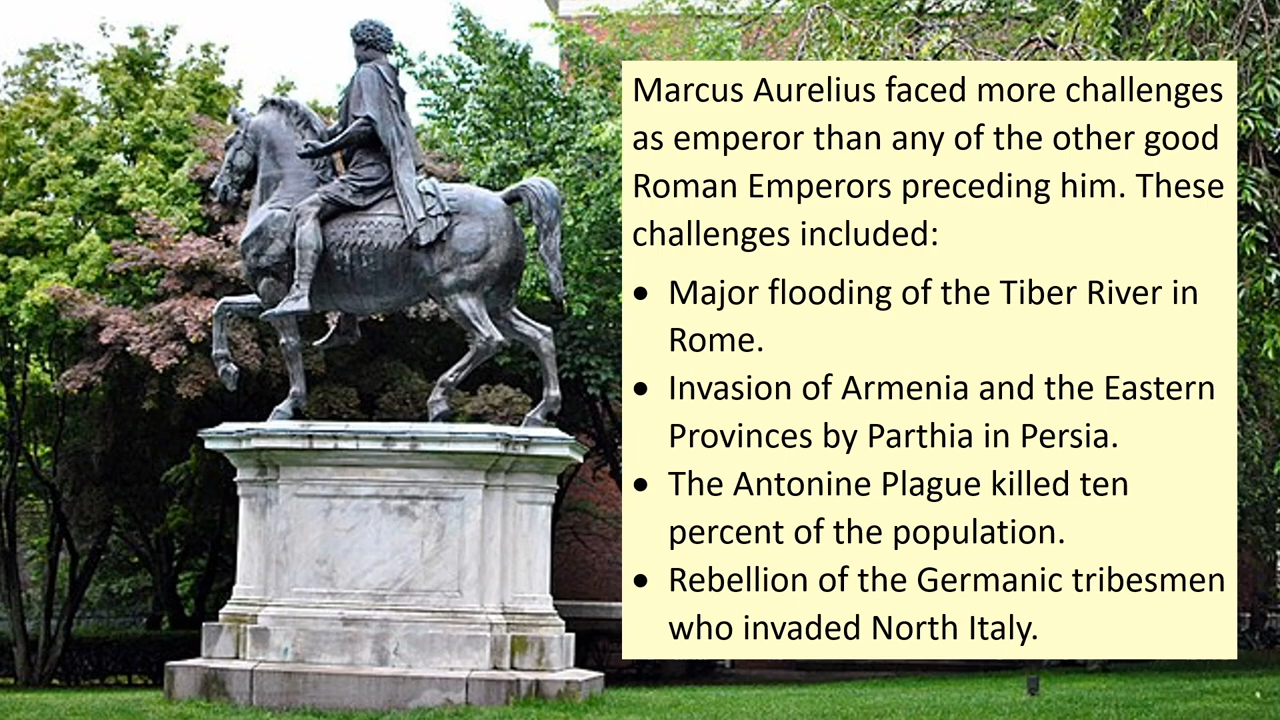 Marcus Aurelius faced more challenges
as emperor than any of the other good
Roman Emperors preceding him. These
challenges included:
• Major flooding of the Tiber River in
Rome.
• Invasion of Armenia and the Eastern
Provinces by Parthia in Persia.
• The Antonine Plague killed ten
percent of the population.
• Rebellion of the Germanic tribesmen
who invaded North Italy.